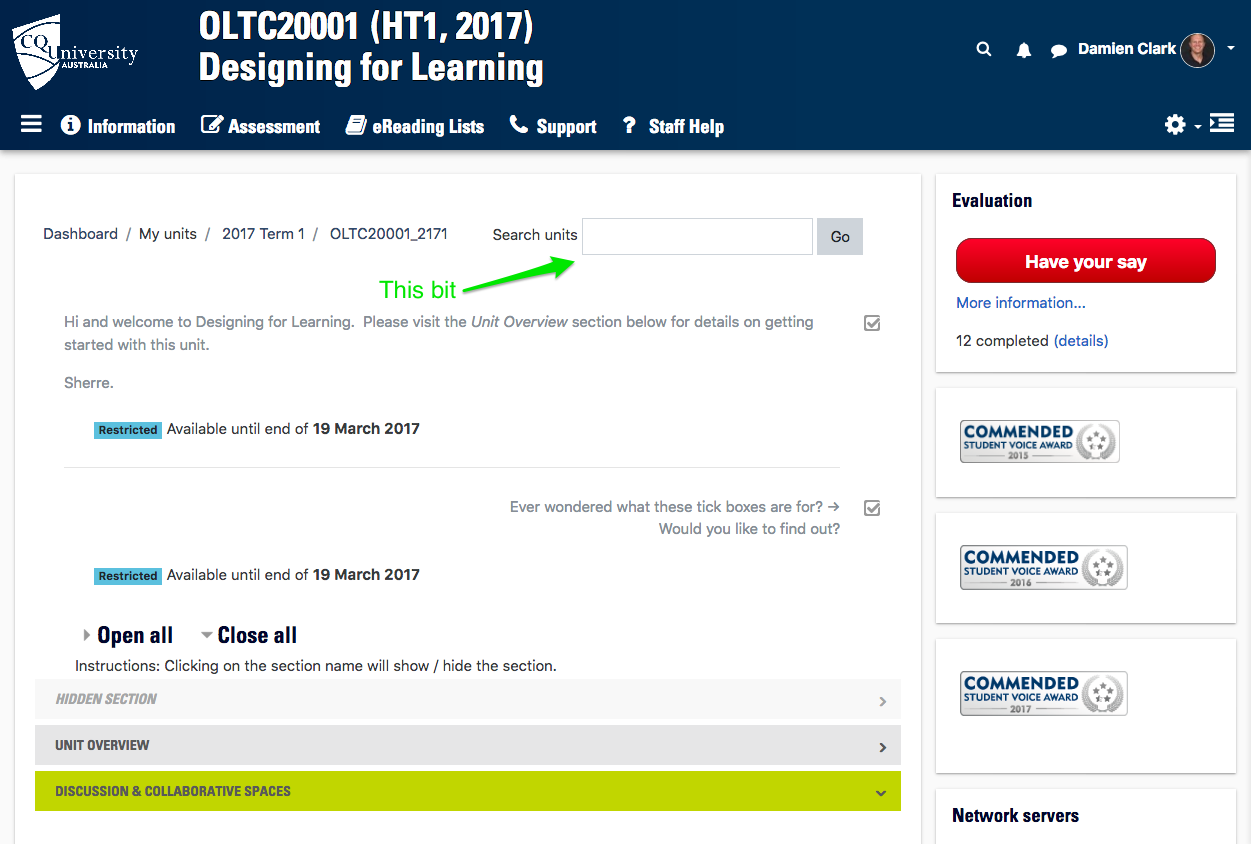 CQUniversity
AUSTRALIA
OLTC20001 (HT1, 2017)
Designing for Learning
Damien Clark
Information
Assessment
eReading Lists
Support
? Staff Help
Dashboard / My units / 2017 Term 1 / OLTC20001_2171
Search units
Go
This bit
Hi and welcome to Designing for Learning. Please visit the Unit Overview section below for details on getting
started with this unit.
Sherre.
Restricted Available until end of 19 March 2017
Ever wondered what these tick boxes are for? →
Would you like to find out?
Restricted Available until end of 19 March 2017
Open all
Close all
Instructions: Clicking on the section name will show / hide the section.
HIDDEN SECTION
UNIT OVERVIEW
DISCUSSION & COLLABORATIVE SPACES
Evaluation
Have your say
More information...
12 completed (details)
COMMENDED
STUDENT VOICE AWARD
2015
COMMENDED
STUDENT VOICE AWARD
2016
COMMENDED
STUDENT VOICE AWARD
2017
Network servers